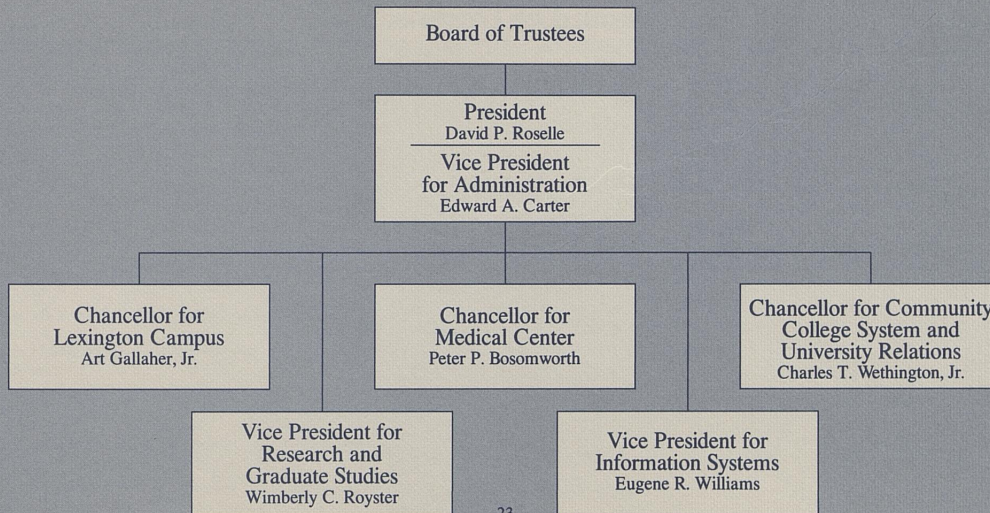 Board of Trustees
President
David P. Roselle
Vice President
for Administration
Edward A. Carter
Chancellor for
Lexington Campus
Art Gallaher, Jr.
Chancellor for
Medical Center
Peter P. Bosomworth
Chancellor for Community
College System and
University Relations
Charles T. Wethington, Jr.
Vice President for
Research and
Graduate Studies
Wimberly C. Royster
Vice President for
Information Systems
Eugene R. Williams
23